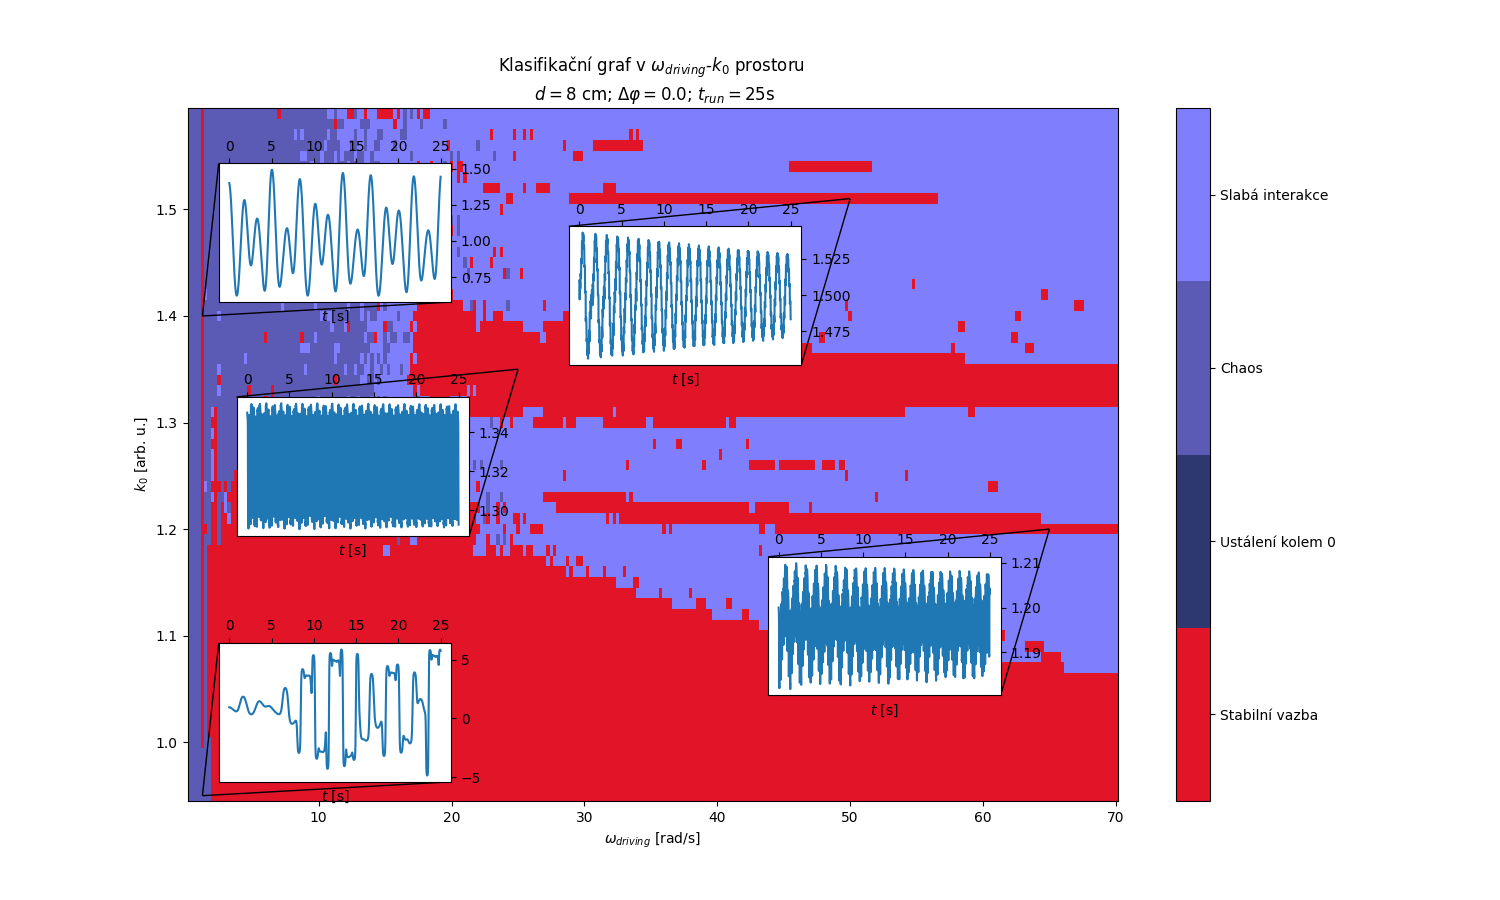 Klasifikační graf v ω_driving-k₀ prostoru
d = 8 cm; Δφ = 0.0; t_run = 25s
k₀ [arb. u.]
1.5
1.4
1.3
1.2
1.1
1.0
0 5 10 15 20 25
1.50
1.25
1.00
0.75
t [s]
0 5 10 15 20 25
1.525
1.500
1.475
t [s]
0 5 10 15 20 25
1.34
1.32
1.30
t [s]
0 5 10 15 20 25
1.21
1.20
1.19
t [s]
0 5 10 15 20 25
5
0
−5
t [s]
10 20 30 40 50 60 70
ω_driving [rad/s]
Slabá interakce
Chaos
Ustálení kolem 0
Stabilní vazba